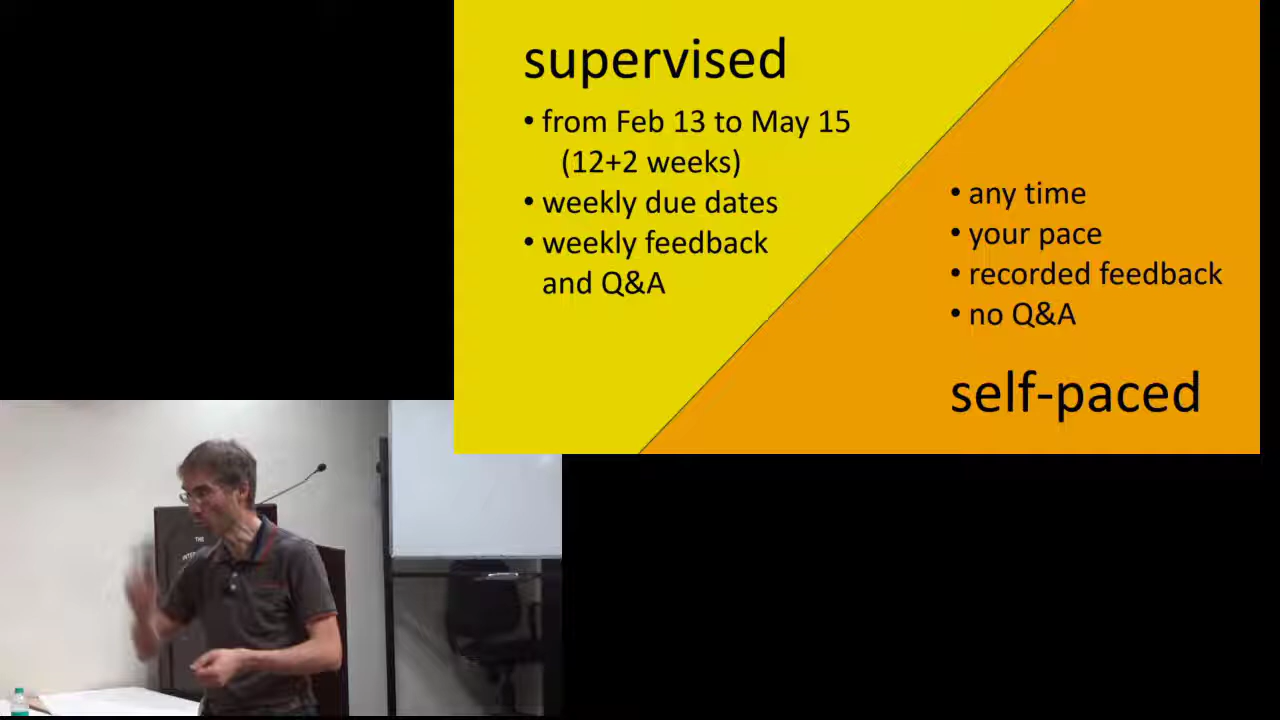 supervised
• from Feb 13 to May 15
(12+2 weeks)
• weekly due dates
• weekly feedback
and Q&A
• any time
• your pace
• recorded feedback
• no Q&A
self-paced
THE